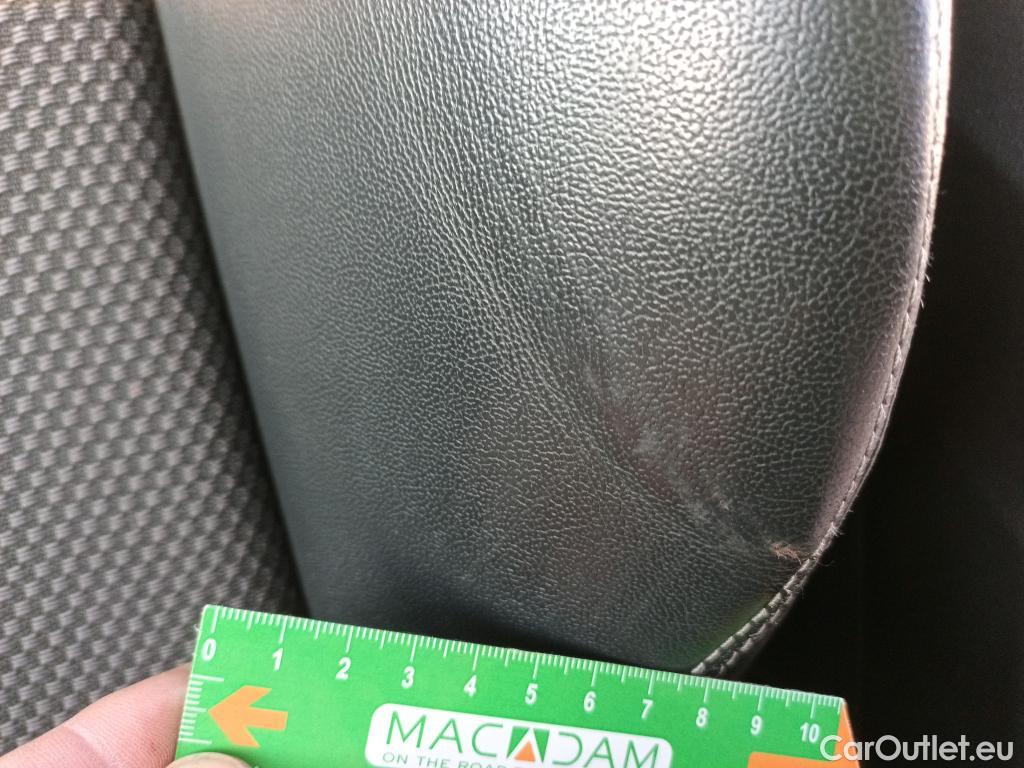 0 1 2 3 4 5 6 7 8 9 10
MACADAM
ON THE ROAD
CarOutlet.eu